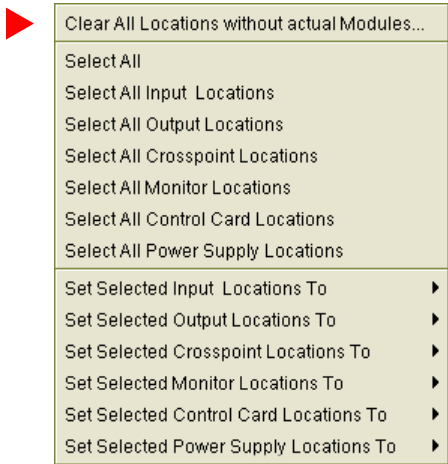 Clear All Locations without actual Modules...
Select All
Select All Input Locations
Select All Output Locations
Select All Crosspoint Locations
Select All Monitor Locations
Select All Control Card Locations
Select All Power Supply Locations
Set Selected Input Locations To
Set Selected Output Locations To
Set Selected Crosspoint Locations To
Set Selected Monitor Locations To
Set Selected Control Card Locations To
Set Selected Power Supply Locations To